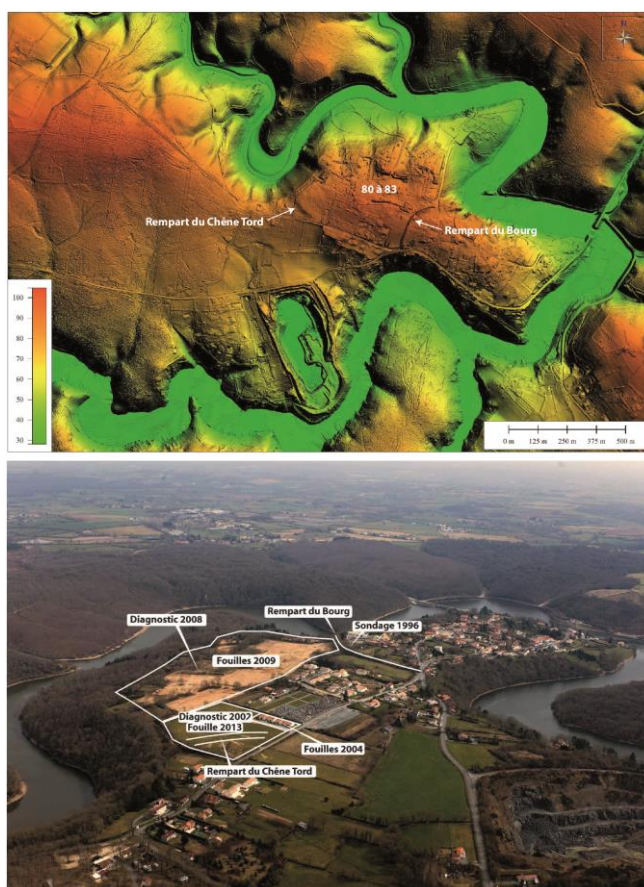 N
80 à 83
Rempart du Chêne Tord
Rempart du Bourg
100
90
80
70
60
50
40
30
0 m
125 m
250 m
375 m
500 m
Rempart du Bourg
Sondage 1996
Diagnostic 2008
Fouilles 2009
Diagnostic 2007
Fouille 2013
Fouilles 2004
Rempart du Chêne Tord